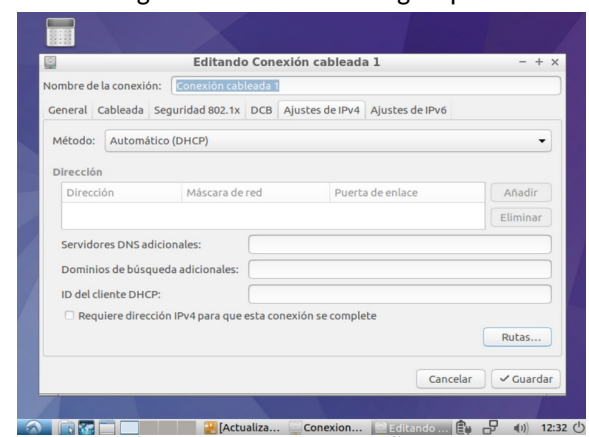 Editando Conexión cableada 1
Nombre de la conexión: Conexión cableada 1
General Cableada Seguridad 802.1x DCB Ajustes de IPv4 Ajustes de IPv6
Método: Automático (DHCP)
Dirección
Dirección Máscara de red Puerta de enlace Añadir
Eliminar
Servidores DNS adicionales:
Dominios de búsqueda adicionales:
ID del cliente DHCP:
Requiere dirección IPv4 para que esta conexión se complete
Rutas...
Cancelar Guardar
[Actualiza... Conexion... Editando ... 12:32